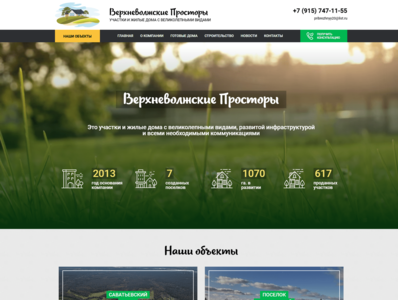 Верхневолжские Просторы
УЧАСТКИ И ЖИЛЫЕ ДОМА С ВЕЛИКОЛЕПНЫМИ ВИДАМИ
+7 (915) 747-11-55
НАШИ ОБЪЕКТЫ
ГЛАВНАЯ О КОМПАНИИ ГОТОВЫЕ ДОМА СТРОИТЕЛЬСТВО НОВОСТИ КОНТАКТЫ
ПОЛУЧИТЬ
КОНСУЛЬТАЦИЮ
Верхневолжские Просторы
Это участки и жилые дома с великолепными видами, развитой инфраструктурой
и всеми необходимыми коммуникациями
2013
год основания
компании
7
созданных
поселков
1070
га. в
развитии
617
проданных
участков
Наши объекты
САВАТЬЕВСКИЙ
ПОСЕЛОК